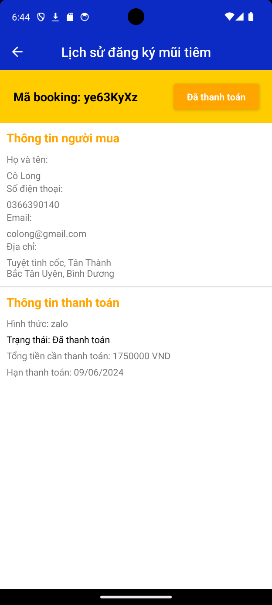 6:44
Lịch sử đăng ký mũi tiêm
Mã booking: ye63KyXz
Đã thanh toán
Thông tin người mua
Họ và tên:
Cô Long
Số điện thoại:
0366390140
Email:
colong@gmail.com
Địa chỉ:
Tuyệt tình cốc, Tân Thành
Bắc Tân Uyên, Bình Dương
Thông tin thanh toán
Hình thức: zalo
Trạng thái: Đã thanh toán
Tổng tiền cần thanh toán: 1750000 VND
Hạn thanh toán: 09/06/2024